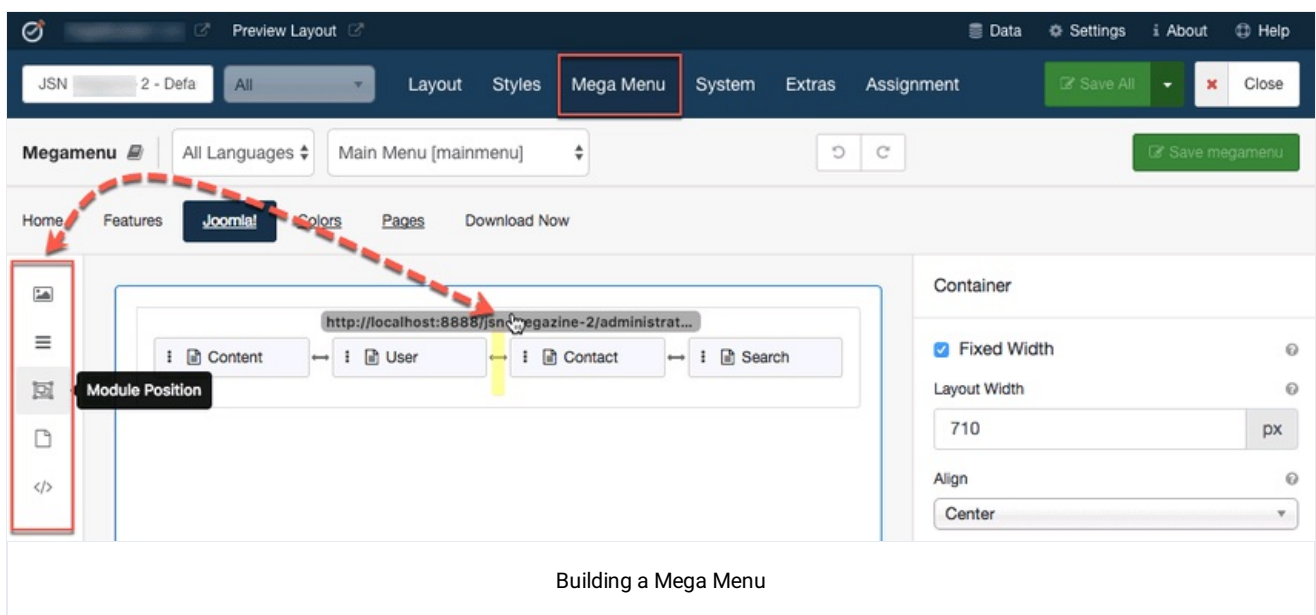 Preview Layout Data Settings i About Help
JSN 2 - Defa All Layout Styles Mega Menu System Extras Assignment Save All Close
Megamenu All Languages Main Menu [mainmenu] Save megamenu
Home Features Joomla! Colors Pages Download Now
Container
http://localhost:8888/jsn-megazine-2/administrat...
Content User Contact Search
Fixed Width
Module Position
Layout Width
710 px
</>
Align
Center
Building a Mega Menu